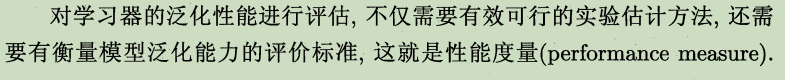 对学习器的泛化性能进行评估, 不仅需要有效可行的实验估计方法, 还需
要有衡量模型泛化能力的评价标准, 这就是性能度量(performance measure).